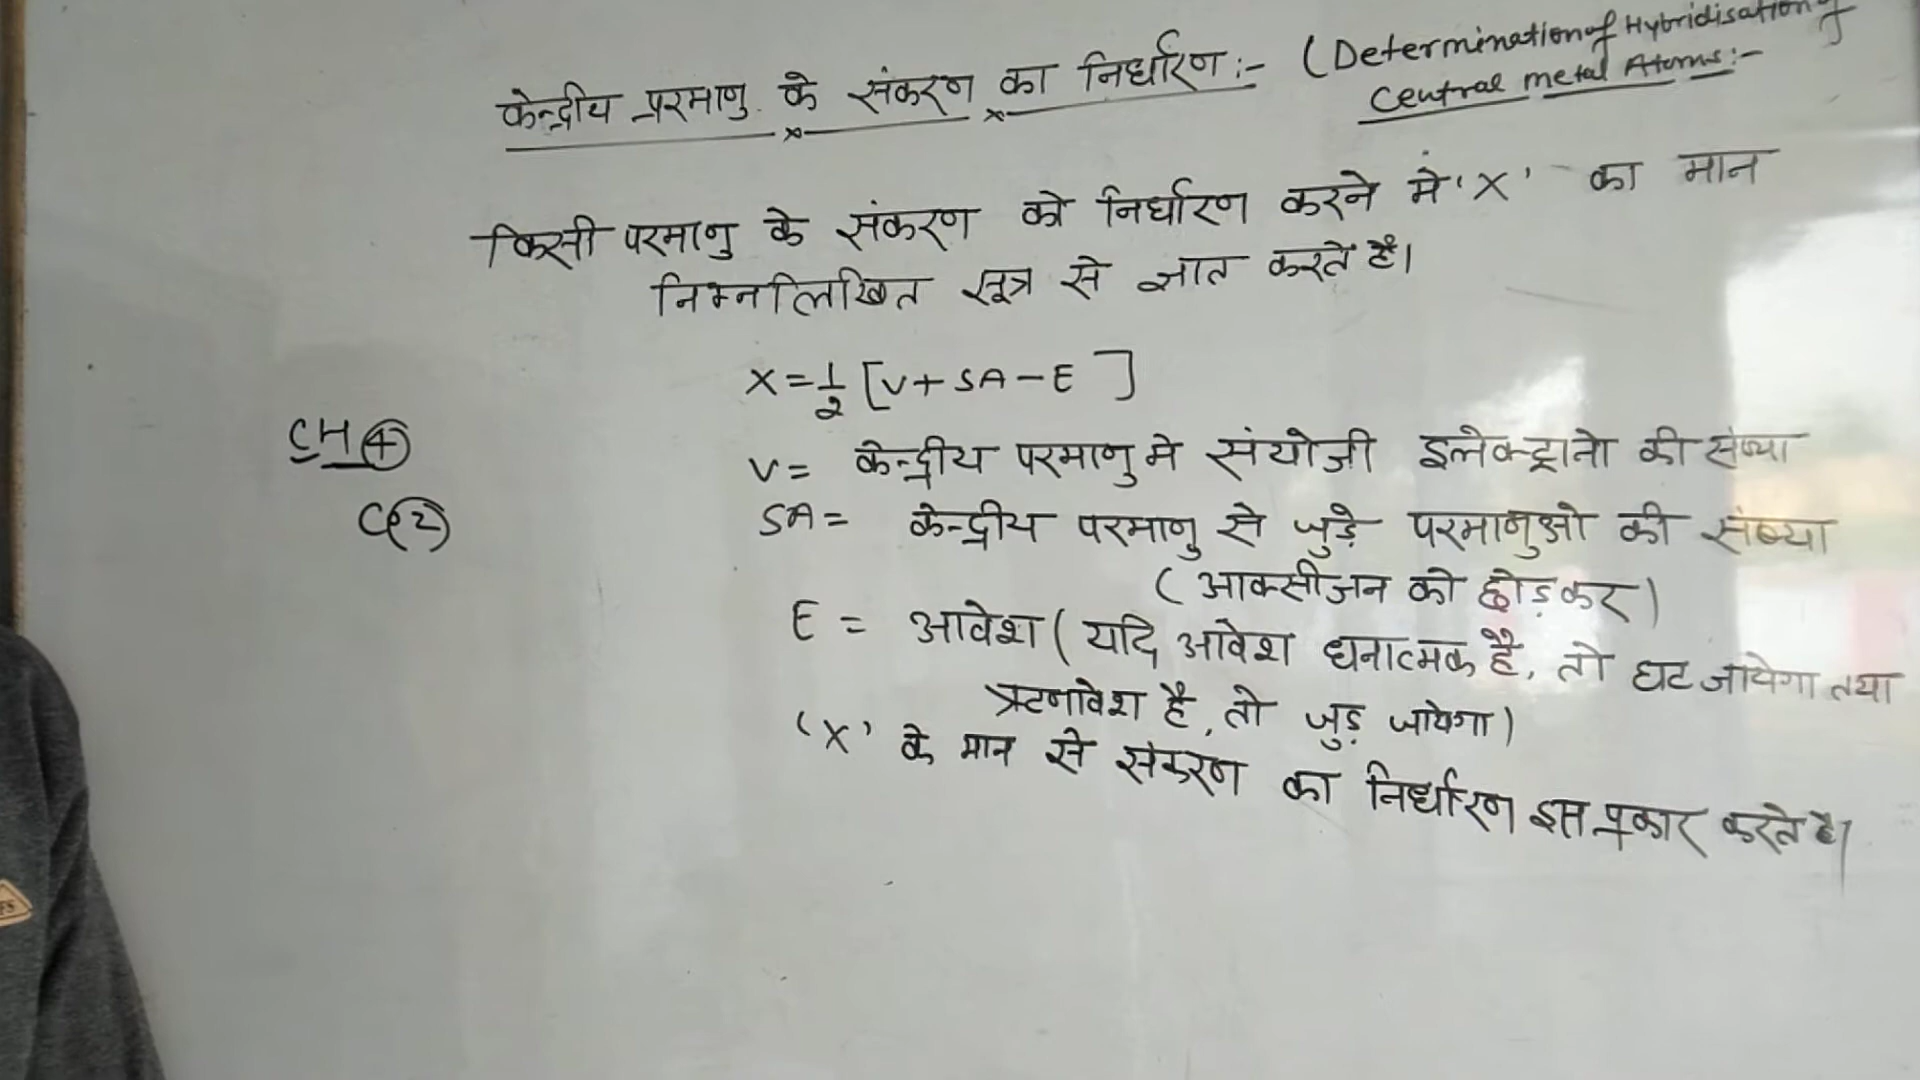 केन्द्रीय परमाणु के संकरण का निर्धारण :- (Determination of Hybridisation of
Central metal Atoms:-
किसी परमाणु के संकरण को निर्धारण करने में 'X' का मान
निम्नलिखित सूत्र से ज्ञात करते हैं।
X = 1/2 [V + SA - E ]
CH4
V = केन्द्रीय परमाणु मे संयोजी इलेक्ट्रानो की संख्या
C
SA = केन्द्रीय परमाणु से जुड़े परमाणुओ की संख्या
(आक्सीजन को छोड़कर)
E = आवेश (यदि आवेश धनात्मक है, तो घट जायेगा तथा
ऋणावेश है, तो जुड़ जायेगा)
'X' के मान से संकरण का निर्धारण इस प्रकार करते है।